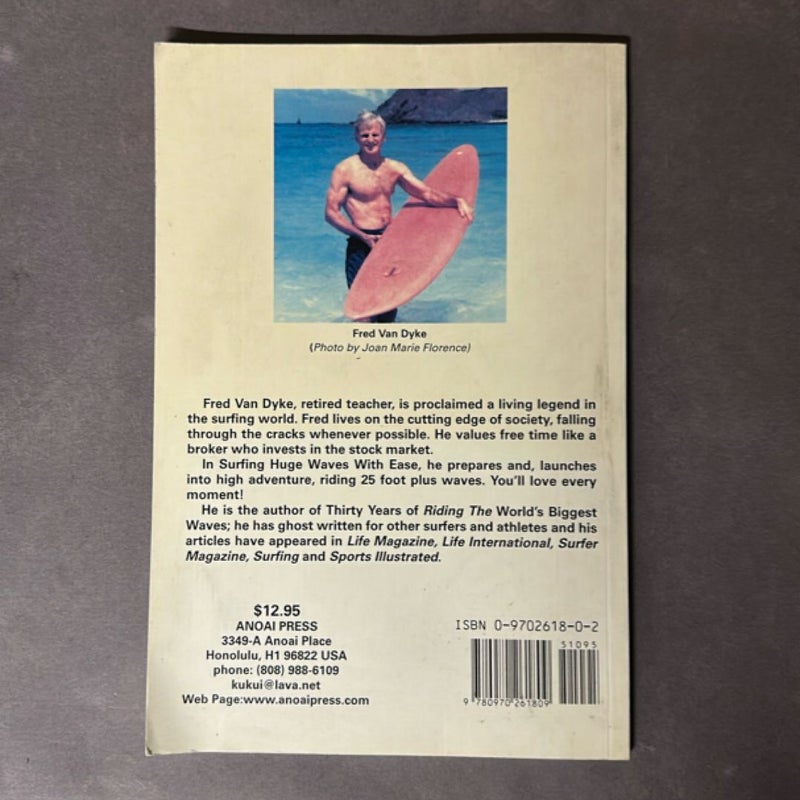 Fred Van Dyke
(Photo by Joan Marie Florence)
Fred Van Dyke, retired teacher, is proclaimed a living legend in
the surfing world. Fred lives on the cutting edge of society, falling
through the cracks whenever possible. He values free time like a
broker who invests in the stock market.
In Surfing Huge Waves With Ease, he prepares and, launches
into high adventure, riding 25 foot plus waves. You'll love every
moment!
He is the author of Thirty Years of Riding The World's Biggest
Waves; he has ghost written for other surfers and athletes and his
articles have appeared in Life Magazine, Life International, Surfer
Magazine, Surfing and Sports Illustrated.
$12.95
ANOAI PRESS
3349-A Anoai Place
Honolulu, H1 96822 USA
phone: (808) 988-6109
kukui@lava.net
Web Page:www.anoaipress.com
ISBN 0-9702618-0-2
51095
9 780970 261809